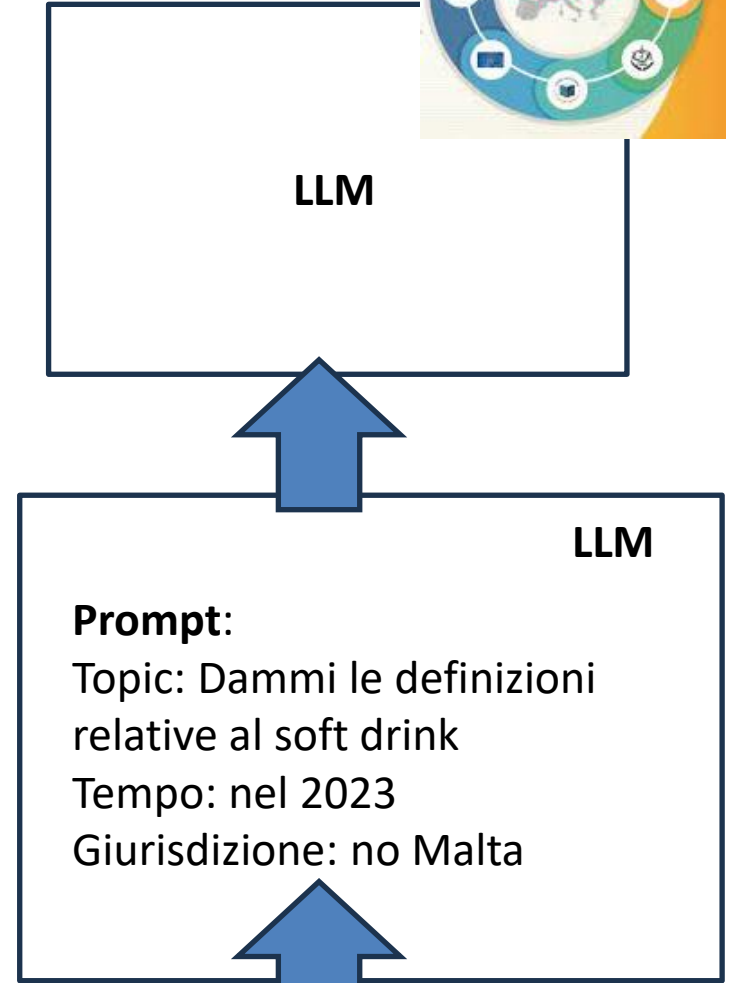 LLM
LLM
Prompt:
Topic: Dammi le definizioni
relative al soft drink
Tempo: nel 2023
Giurisdizione: no Malta